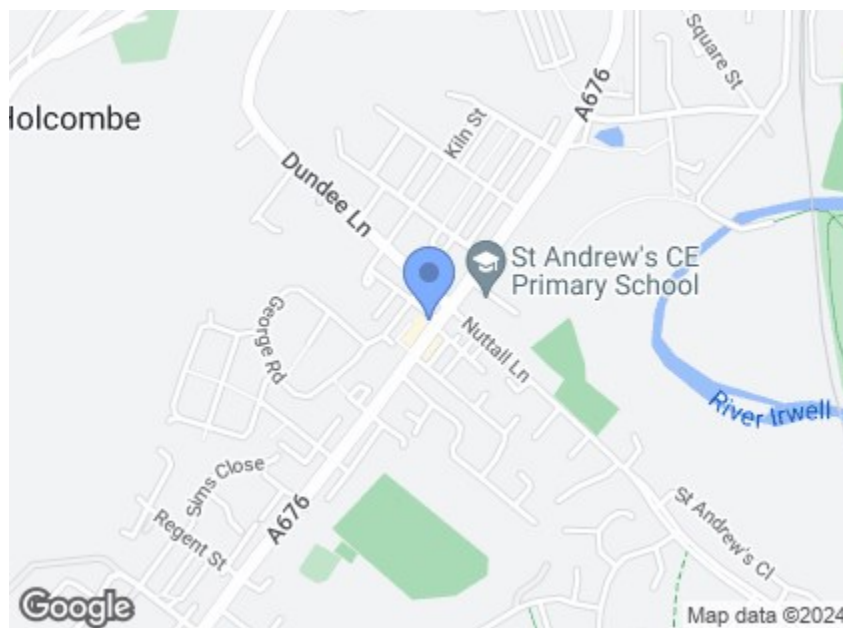 Square St
A676
Holcombe
Kiln St
Dundee Ln
St Andrew's CE
Primary School
George Rd
Nuttall Ln
River Irwell
Sims Close
A676
Regent St
St Andrew's Cl
Google
Map data ©2024